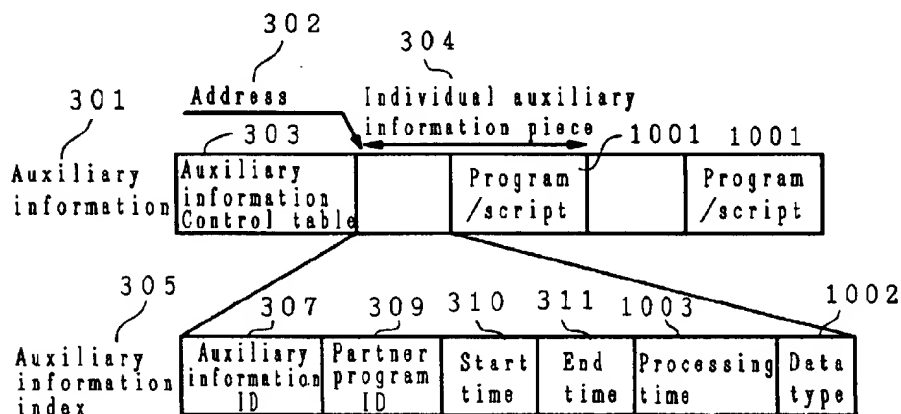 302
304
301
Address
Individual auxiliary
information piece
303
1001
1001
Auxiliary
information
Auxiliary
information
Control table
Program
/script
Program
/script
305
307
309
310
311
1003
1002
Auxiliary
information
index
Auxiliary
information
ID
Partner
program
ID
Start
time
End
time
Processing
time
Data
type